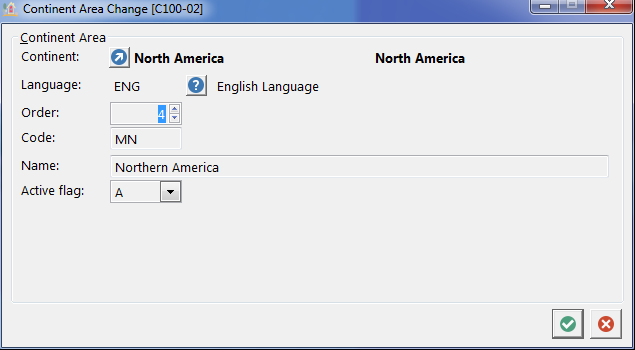 Continent Area Change [C100-02]
Continent Area
Continent: North America North America
Language: ENG ? English Language
Order: 4
Code: MN
Name: Northern America
Active flag: A